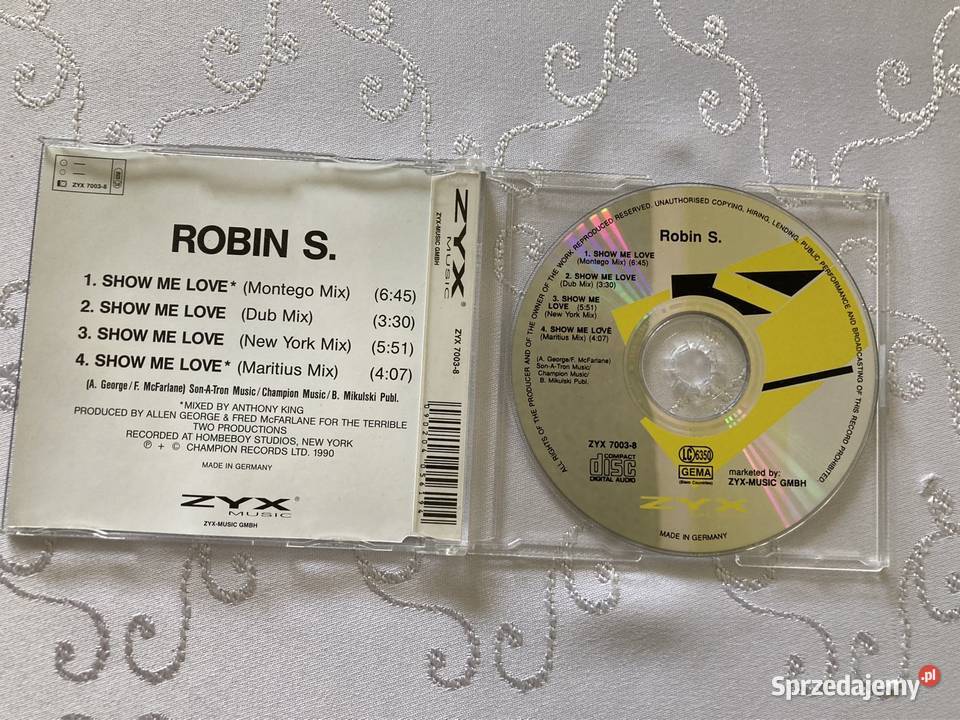 ZYX 7003-8
ROBIN S.
1. SHOW ME LOVE* (Montego Mix) (6:45)
2. SHOW ME LOVE (Dub Mix) (3:30)
3. SHOW ME LOVE (New York Mix) (5:51)
4. SHOW ME LOVE* (Maritius Mix) (4:07)
(A. George/F. McFarlane) Son-A-Tron Music/Champion Music/B. Mikulski Publ.
*MIXED BY ANTHONY KING
PRODUCED BY ALLEN GEORGE & FRED McFARLANE FOR THE TERRIBLE
TWO PRODUCTIONS
RECORDED AT HOMBEBOY STUDIOS, NEW YORK
℗ + © CHAMPION RECORDS LTD. 1990
MADE IN GERMANY
ZYX®
MUSIC
ZYX-MUSIC GMBH
ZYX®
MUSIC
ZYX-MUSIC GMBH
ZYX 7003-8
ALL RIGHTS OF THE PRODUCER AND OF THE OWNER OF THE WORK REPRODUCED RESERVED. UNAUTHORISED COPYING, HIRING, LENDING, PUBLIC PERFORMANCE AND BROADCASTING OF THIS RECORD PROHIBITED
Robin S.
1. SHOW ME LOVE
(Montego Mix) (6:45)
2. SHOW ME LOVE
(Dub Mix) (3:30)
3. SHOW ME
LOVE (5:51)
(New York Mix)
4. SHOW ME LOVE
(Maritius Mix) (4:07)
(A. George/F. McFarlane)
Son-A-Tron Music/
Champion Music/
B. Mikulski Publ.
ZYX 7003-8
COMPACT
disc
DIGITAL AUDIO
LC 6350
GEMA
marketed by:
ZYX-MUSIC GMBH
ZYX
MADE IN GERMANY
Sprzedajemy.pl